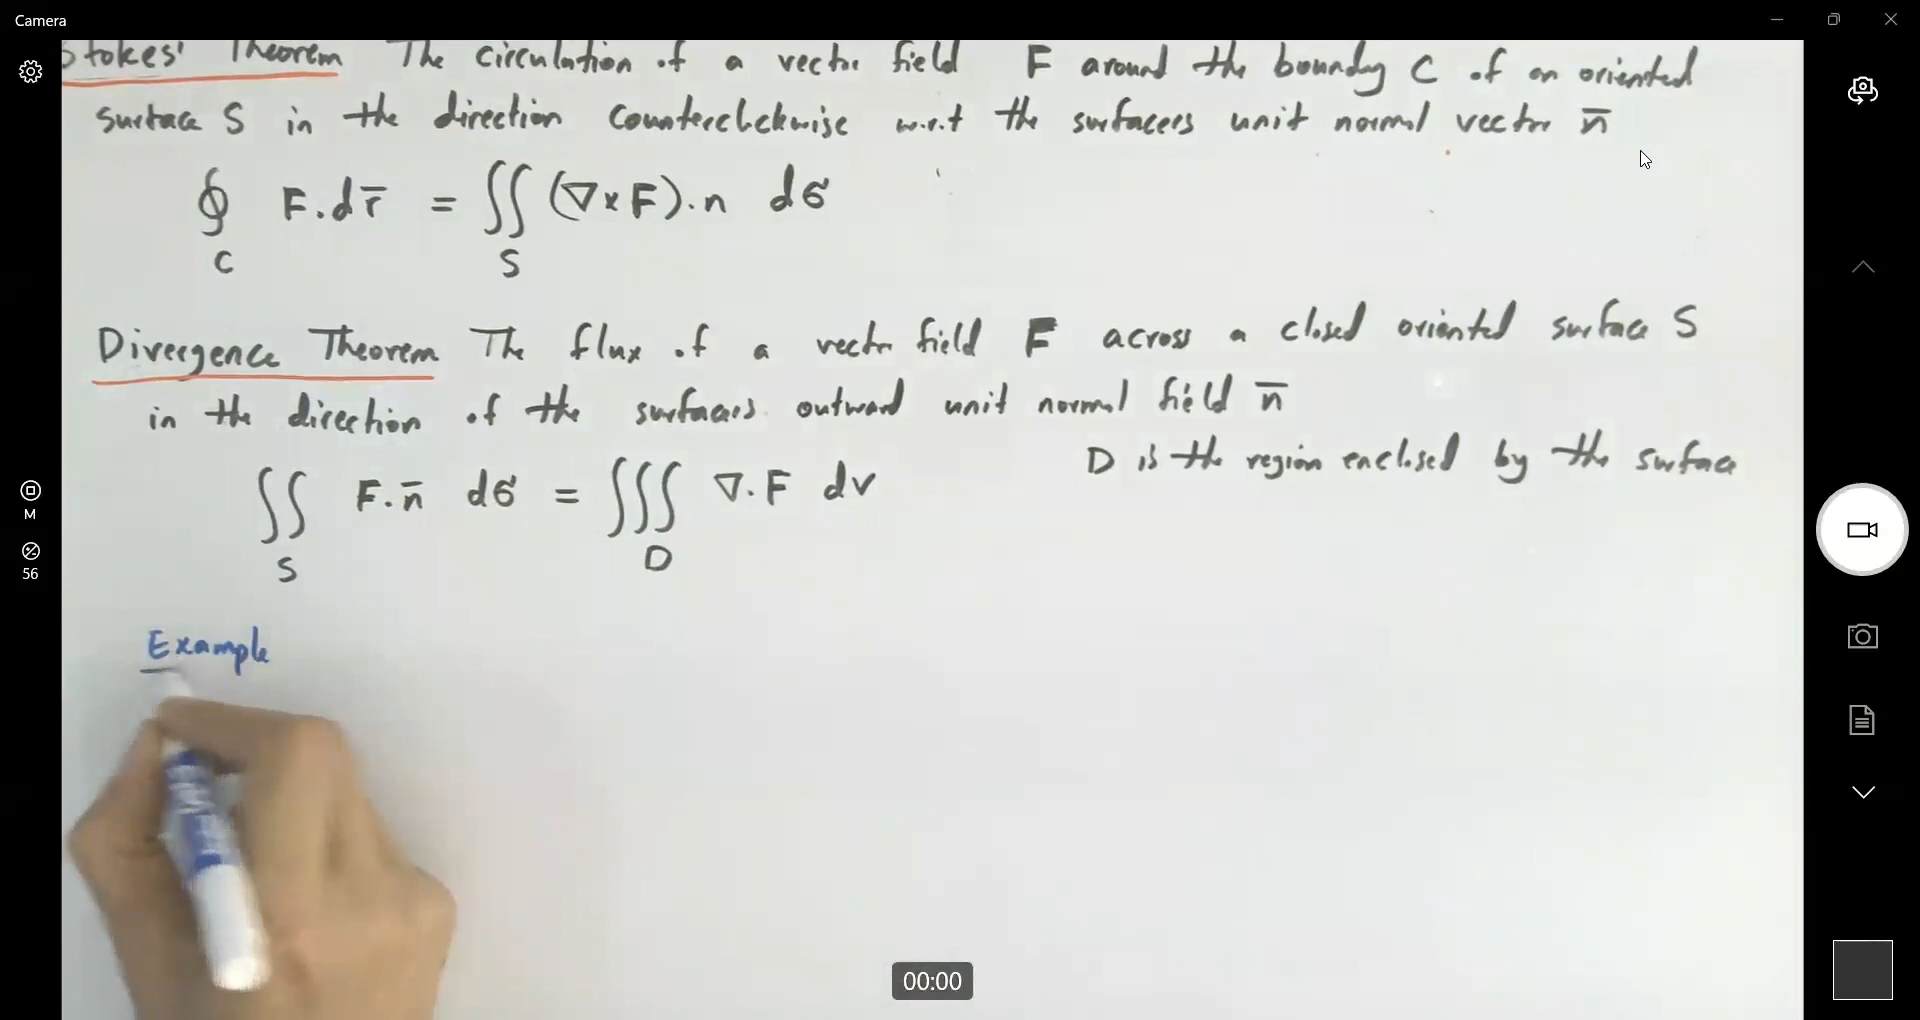 Camera
Stokes' Theorem The circulation of a vector field F around the boundary C of an oriented
surface S in the direction counterclockwise w.r.t the surfacers unit normal vector n̅
∮ F.dr̅ = ∬ (∇×F).n dσ
C S
Divergence Theorem The flux of a vector field F across a closed oriented surface S
in the direction of the surfaces outward unit normal field n̅
D is the region enclosed by the surface
∬ F.n̅ dσ = ∭ ∇.F dv
S D
M
56
Example
00:00